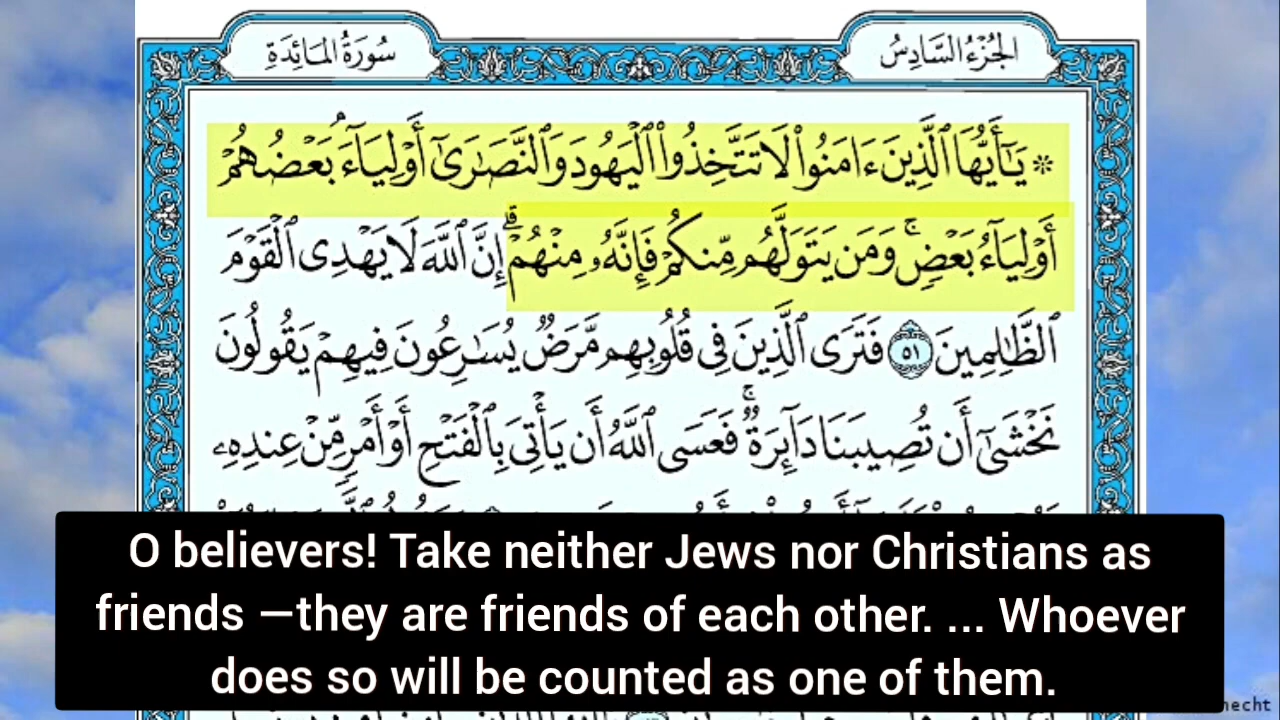 سُورَةُ المَائِدَةِ
الجُزْءُ السَّادِسُ
* يَٰٓأَيُّهَا ٱلَّذِينَ ءَامَنُوا۟ لَا تَتَّخِذُوا۟ ٱلْيَهُودَ وَٱلنَّصَٰرَىٰٓ أَوْلِيَآءَۘ بَعْضُهُمْ
أَوْلِيَآءُ بَعْضٍۚ وَمَن يَتَوَلَّهُم مِّنكُمْ فَإِنَّهُۥ مِنْهُمْۗ إِنَّ ٱللَّهَ لَا يَهْدِى ٱلْقَوْمَ
ٱلظَّٰلِمِينَ ٥١ فَتَرَى ٱلَّذِينَ فِى قُلُوبِهِم مَّرَضٌ يُسَٰرِعُونَ فِيهِمْ يَقُولُونَ
نَخْشَىٰٓ أَن تُصِيبَنَا دَآئِرَةٌۚ فَعَسَى ٱللَّهُ أَن يَأْتِىَ بِٱلْفَتْحِ أَوْ أَمْرٍ مِّنْ عِندِهِۦ
O believers! Take neither Jews nor Christians as
friends —they are friends of each other. ... Whoever
does so will be counted as one of them.